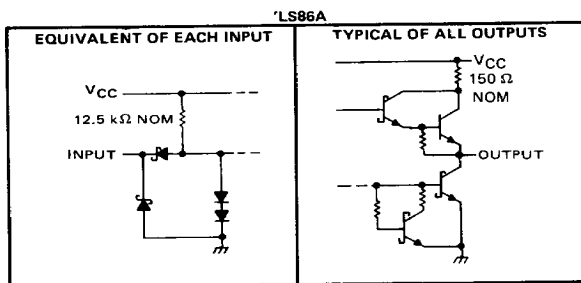 'LS86A
EQUIVALENT OF EACH INPUT
TYPICAL OF ALL OUTPUTS
VCC
12.5 kΩ NOM
INPUT
VCC
150 Ω
NOM
OUTPUT